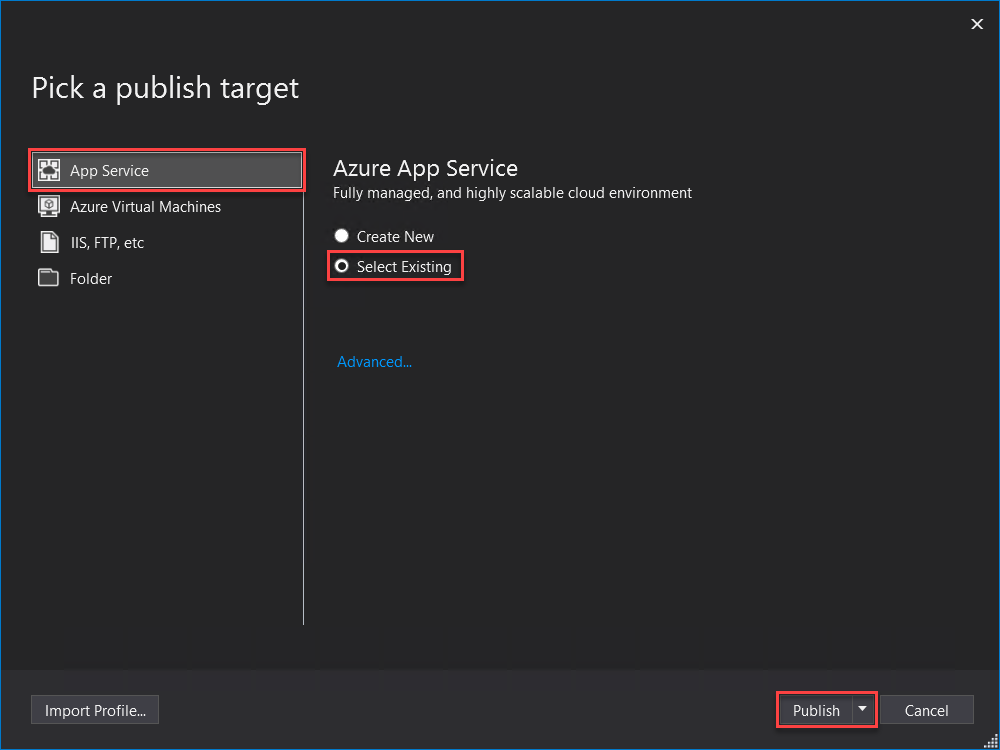 Pick a publish target
App Service
Azure Virtual Machines
IIS, FTP, etc
Folder
Azure App Service
Fully managed, and highly scalable cloud environment
Create New
Select Existing
Advanced...
Import Profile...
Publish
Cancel